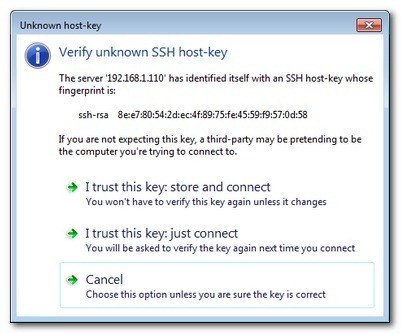 Unknown host-key
Verify unknown SSH host-key
The server '192.168.1.110' has identified itself with an SSH host-key whose
fingerprint is:
ssh-rsa 8e:e7:80:54:2d:ec:4f:89:75:fe:45:59:f9:57:0d:58
If you are not expecting this key, a third-party may be pretending to be
the computer you're trying to connect to.
I trust this key: store and connect
You won't have to verify this key again unless it changes
I trust this key: just connect
You will be asked to verify the key again next time you connect
Cancel
Choose this option unless you are sure the key is correct